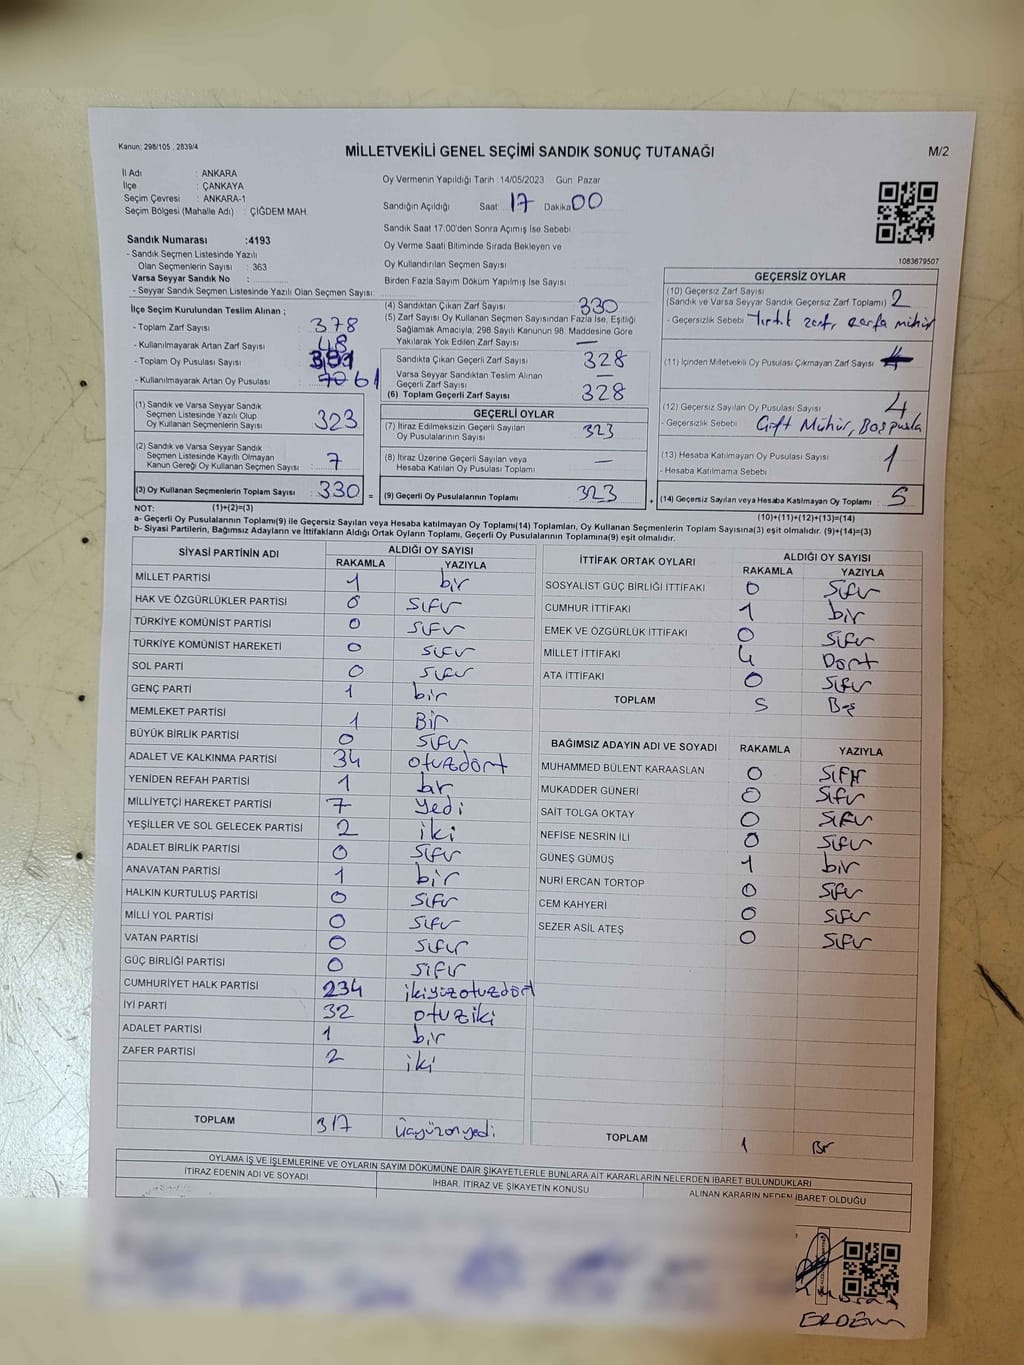 Kanun; 298/105 , 2839/4
MİLLETVEKİLİ GENEL SEÇİMİ SANDIK SONUÇ TUTANAĞI
M/2
İl Adı : ANKARA
İlçe : ÇANKAYA
Seçim Çevresi : ANKARA-1
Seçim Bölgesi (Mahalle Adı) : ÇİĞDEM MAH.
Oy Vermenin Yapıldığı Tarih : 14/05/2023 Gün: Pazar
Sandığın Açıldığı Saat: 17 Dakika 00
Sandık Saat 17:00'den Sonra Açımış İse Sebebi
Oy Verme Saati Bitiminde Sırada Bekleyen ve
Oy Kullandırılan Seçmen Sayısı
Birden Fazla Sayım Döküm Yapılmış İse Sayısı
1083679507
Sandık Numarası :4193
- Sandık Seçmen Listesinde Yazılı
Olan Seçmenlerin Sayısı : 363
Varsa Seyyar Sandık No :
- Seyyar Sandık Seçmen Listesinde Yazılı Olan Seçmen Sayısı:
İlçe Seçim Kurulundan Teslim Alınan ;
- Toplam Zarf Sayısı 378
- Kullanılmayarak Artan Zarf Sayısı 48
- Toplam Oy Pusulası Sayısı
- Kullanılmayarak Artan Oy Pusulası 70 61
(1) Sandık ve Varsa Seyyar Sandık
Seçmen Listesinde Yazılı Olup
Oy Kullanan Seçmenlerin Sayısı 323
(2) Sandık ve Varsa Seyyar Sandık
Seçmen Listesinde Kayıtlı Olmayan
Kanun Gereği Oy Kullanan Seçmen Sayısı 7
(3) Oy Kullanan Seçmenlerin Toplam Sayısı 330 =
(4) Sandıktan Çıkan Zarf Sayısı 330
(5) Zarf Sayısı Oy Kullanan Seçmen Sayısından Fazla İse, Eşitliği
Sağlamak Amacıyla; 298 Sayılı Kanunun 98. Maddesine Göre
Yakılarak Yok Edilen Zarf Sayısı —
Sandıkta Çıkan Geçerli Zarf Sayısı 328
Varsa Seyyar Sandıktan Teslim Alınan
Geçerli Zarf Sayısı —
(6) Toplam Geçerli Zarf Sayısı 328
GEÇERLİ OYLAR
(7) İtiraz Edilmeksizin Geçerli Sayılan
Oy Pusulalarının Sayısı 323
(8) İtiraz Üzerine Geçerli Sayılan veya
Hesaba Katılan Oy Pusulası Toplamı —
(9) Geçerli Oy Pusulalarının Toplamı 323 +
GEÇERSİZ OYLAR
(10) Geçersiz Zarf Sayısı
(Sandık ve Varsa Seyyar Sandık Geçersiz Zarf Toplamı) 2
- Geçersizlik Sebebi Yırtık zarf, zarfa mühür
(11) İçinden Milletvekili Oy Pusulası Çıkmayan Zarf Sayısı
(12) Geçersiz Sayılan Oy Pusulası Sayısı 4
- Geçersizlik Sebebi Çift Mühür, Boş pusula
(13) Hesaba Katılmayan Oy Pusulası Sayısı 1
- Hesaba Katılmama Sebebi
(14) Geçersiz Sayılan veya Hesaba Katılmayan Oy Toplamı 5
NOT: (1)+(2)=(3) (10)+(11)+(12)+(13)=(14)
a- Geçerli Oy Pusulalarının Toplamı(9) ile Geçersiz Sayılan veya Hesaba katılmayan Oy Toplamı(14) Toplamları, Oy Kullanan Seçmenlerin Toplam Sayısına(3) eşit olmalıdır. (9)+(14)=(3)
b- Siyasi Partilerin, Bağımsız Adayların ve İttifakların Aldığı Ortak Oyların Toplamı, Geçerli Oy Pusulalarının Toplamına(9) eşit olmalıdır.
SİYASİ PARTİNİN ADI ALDIĞI OY SAYISI
RAKAMLA YAZIYLA
MİLLET PARTİSİ 1 bir
HAK VE ÖZGÜRLÜKLER PARTİSİ 0 sıfır
TÜRKİYE KOMÜNİST PARTİSİ 0 sıfır
TÜRKİYE KOMÜNİST HAREKETİ 0 sıfır
SOL PARTİ 0 sıfır
GENÇ PARTİ 1 bir
MEMLEKET PARTİSİ 1 Bir
BÜYÜK BİRLİK PARTİSİ 0 sıfır
ADALET VE KALKINMA PARTİSİ 34 otuzdört
YENİDEN REFAH PARTİSİ 1 bir
MİLLİYETÇİ HAREKET PARTİSİ 7 yedi
YEŞİLLER VE SOL GELECEK PARTİSİ 2 iki
ADALET BİRLİK PARTİSİ 0 sıfır
ANAVATAN PARTİSİ 1 bir
HALKIN KURTULUŞ PARTİSİ 0 sıfır
MİLLİ YOL PARTİSİ 0 sıfır
VATAN PARTİSİ 0 sıfır
GÜÇ BİRLİĞİ PARTİSİ 0 sıfır
CUMHURİYET HALK PARTİSİ 234 ikiyüzotuzdört
İYİ PARTİ 32 otuziki
ADALET PARTİSİ 1 bir
ZAFER PARTİSİ 2 iki
TOPLAM 317 üçyüzonyedi
İTTİFAK ORTAK OYLARI ALDIĞI OY SAYISI
RAKAMLA YAZIYLA
SOSYALİST GÜÇ BİRLİĞİ İTTİFAKI 0 Sıfır
CUMHUR İTTİFAKI 1 bir
EMEK VE ÖZGÜRLÜK İTTİFAKI 0 Sıfır
MİLLET İTTİFAKI 4 Dört
ATA İTTİFAKI 0 Sıfır
TOPLAM 5 Beş
BAĞIMSIZ ADAYIN ADI VE SOYADI RAKAMLA YAZIYLA
MUHAMMED BÜLENT KARAASLAN 0 SIFIR
MUKADDER GÜNERİ 0 Sıfır
SAİT TOLGA OKTAY 0 Sıfır
NEFİSE NESRİN İLİ 0 Sıfır
GÜNEŞ GÜMÜŞ 1 bir
NURİ ERCAN TORTOP 0 Sıfır
CEM KAHYERİ 0 Sıfır
SEZER ASİL ATEŞ 0 Sıfır
TOPLAM 1 Bir
OYLAMA İŞ VE İŞLEMLERİNE VE OYLARIN SAYIM DÖKÜMÜNE DAİR ŞİKAYETLERLE BUNLARA AİT KARARLARIN NELERDEN İBARET BULUNDUKLARI
İTİRAZ EDENİN ADI VE SOYADI İHBAR, İTİRAZ VE ŞİKAYETİN KONUSU ALINAN KARARIN NEDEN İBARET OLDUĞU
ERDEM